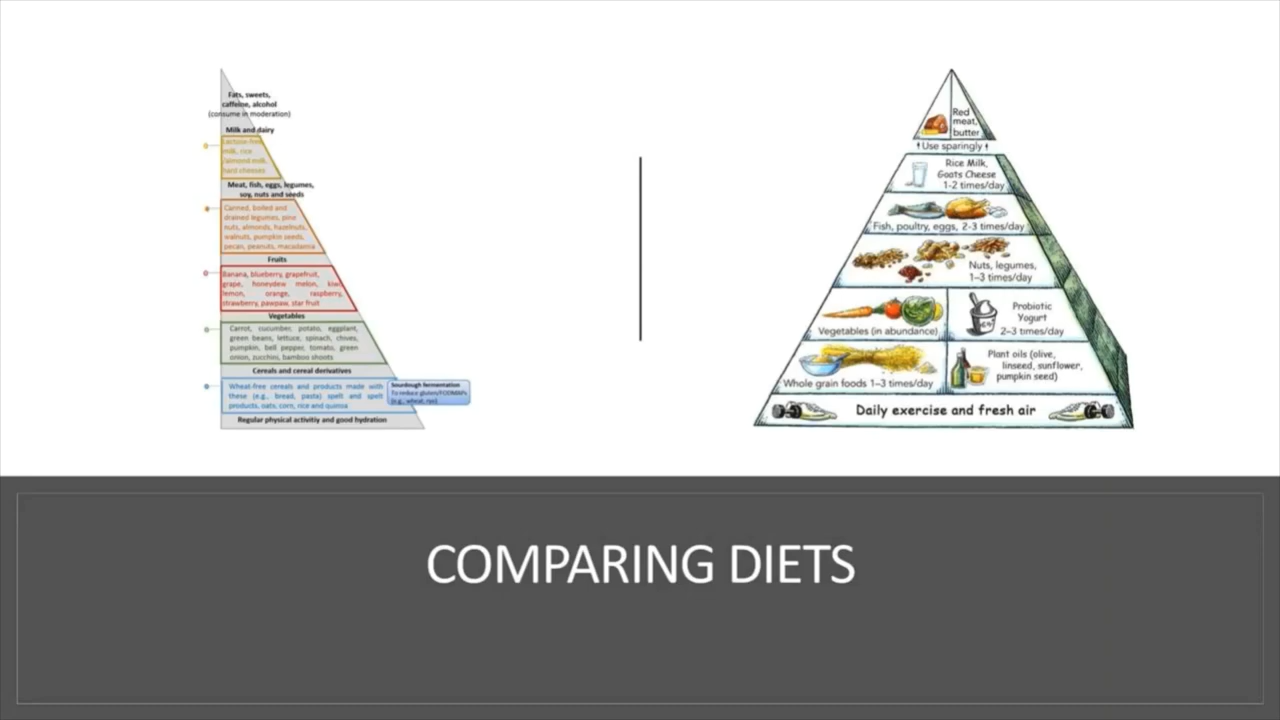 Fats, sweets,
caffeine, alcohol
(consume in moderation)
Milk and dairy
Lactose-free
milk, rice
/almond milk,
hard cheeses
Meat, fish, eggs, legumes,
soy, nuts and seeds
Canned, boiled and
drained legumes, pine
nuts, almonds, hazelnuts,
walnuts, pumpkin seeds,
pecan, peanuts, macadamia
Fruits
Banana, blueberry, grapefruit,
grape, honeydew melon, kiwi
lemon, orange, raspberry,
strawberry, pawpaw, star fruit
Vegetables
Carrot, cucumber, potato, eggplant,
green beans, lettuce, spinach, chives,
pumpkin, bell pepper, tomato, green
onion, zucchini, bamboo shoots
Cereals and cereal derivatives
Wheat-free cereals and products made with
these (e.g., bread, pasta) spelt and spelt
products, oats, corn, rice and quinoa
Sourdough fermentation
To reduce gluten/FODMAPs
(e.g., wheat, rye)
Regular physical activitiy and good hydration
Red
meat,
butter
Use sparingly
Rice Milk,
Goats Cheese
1-2 times/day
Fish, poultry, eggs, 2-3 times/day
Nuts, legumes,
1–3 times/day
Vegetables (in abundance)
Probiotic
Yogurt
2–3 times/day
Whole grain foods 1–3 times/day
Plant oils (olive,
linseed, sunflower,
pumpkin seed)
Daily exercise and fresh air
COMPARING DIETS